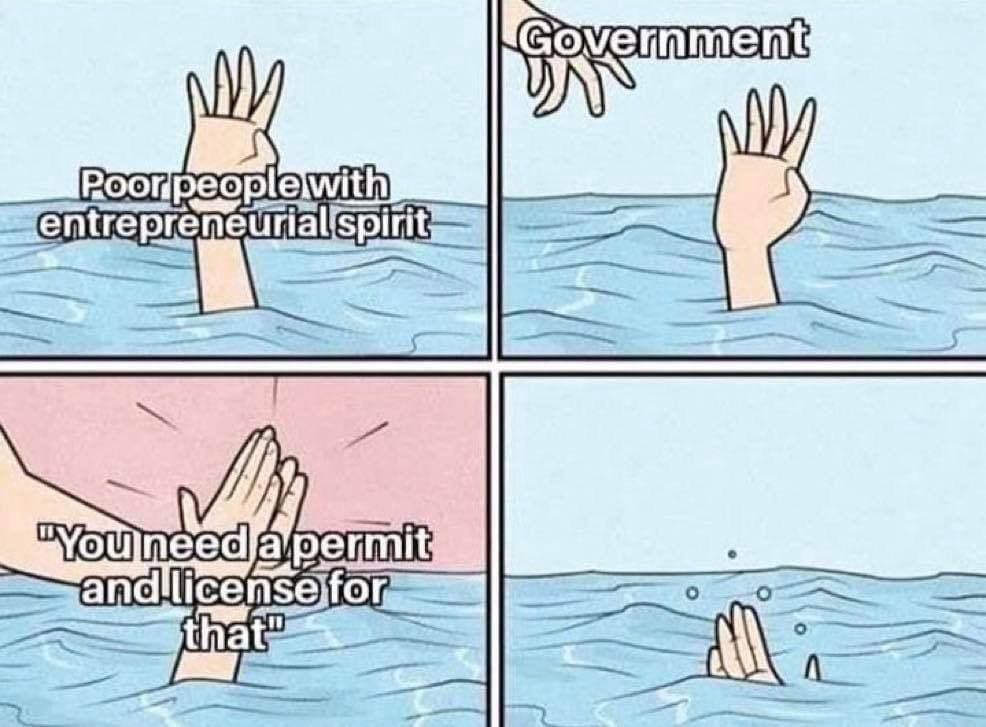 Poor people with
entrepreneurial spirit
Government
"You need a permit
and license for
that"